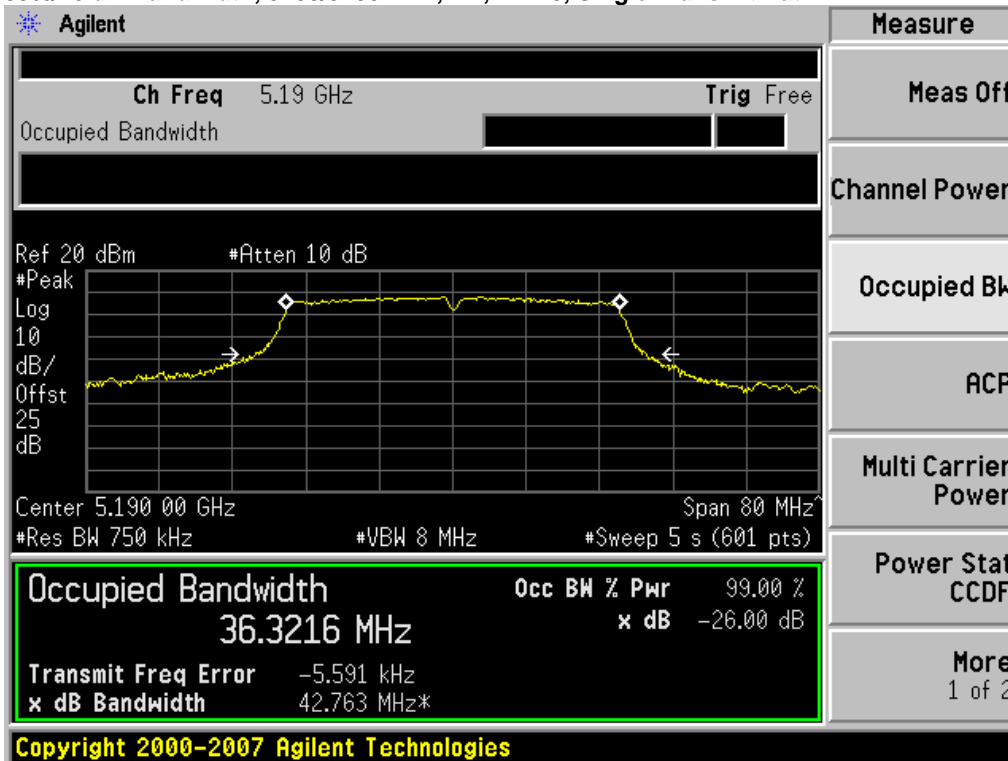 Agilent
Measure
Ch Freq 5.19 GHz
Trig Free
Meas Off
Occupied Bandwidth
Channel Power
Ref 20 dBm #Atten 10 dB
#Peak
Log
10
dB/
Offst
25
dB
Occupied BW
ACP
Multi Carrier
Power
Center 5.190 00 GHz
Span 80 MHz^
#Res BW 750 kHz #VBW 8 MHz #Sweep 5 s (601 pts)
Power Stat
CCDF
Occupied Bandwidth
36.3216 MHz
Occ BW % Pwr 99.00 %
x dB -26.00 dB
Transmit Freq Error -5.591 kHz
x dB Bandwidth 42.763 MHz*
More
1 of 2
Copyright 2000-2007 Agilent Technologies